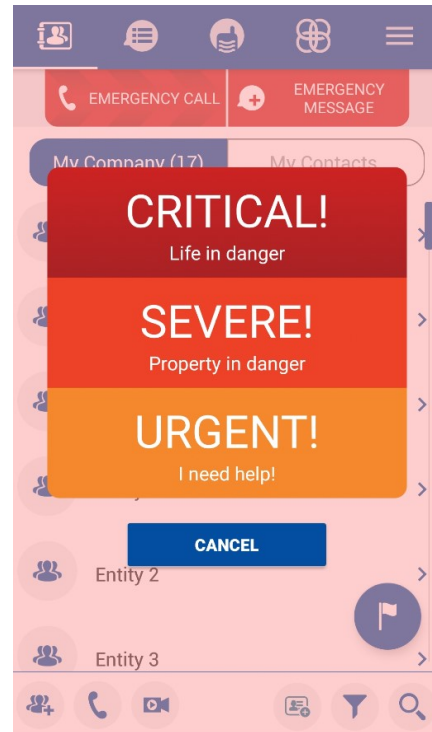 EMERGENCY CALL
EMERGENCY
MESSAGE
My Company (17)
My Contacts
CRITICAL!
Life in danger
SEVERE!
Property in danger
URGENT!
I need help!
CANCEL
Entity 2
Entity 3